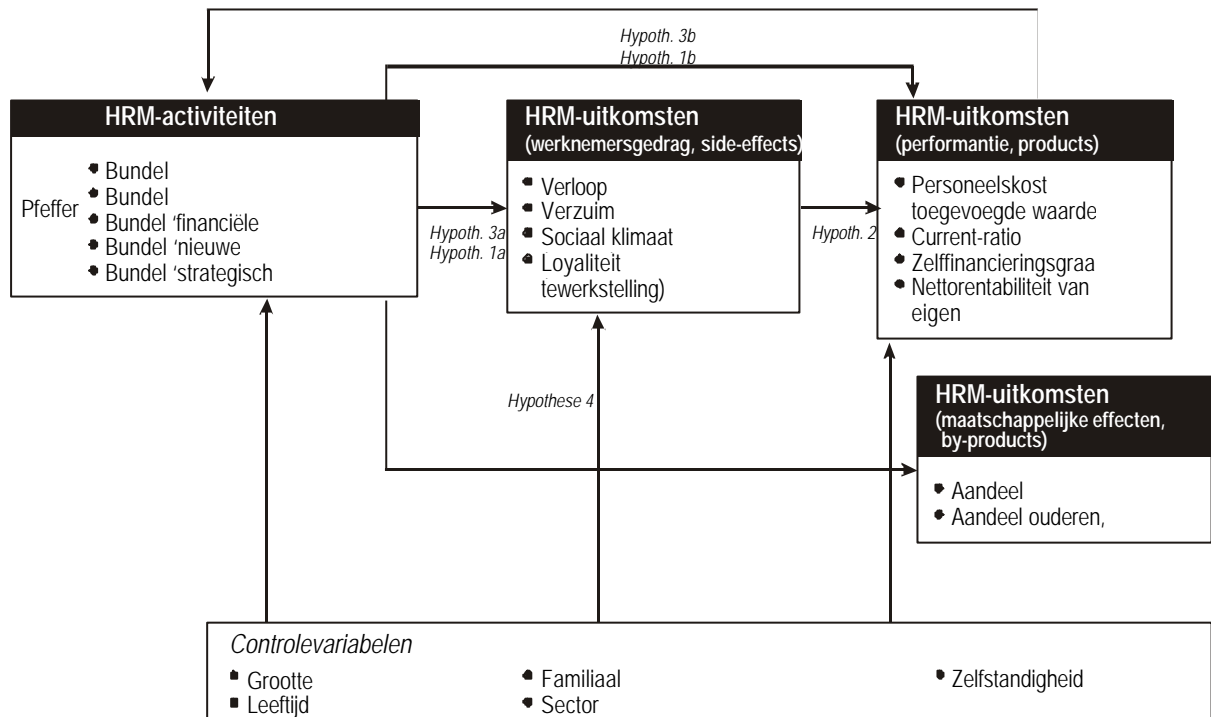 Hypoth. 3b
Hypoth. 1b
HRM-activiteiten
Pfeffer
Bundel
Bundel
Bundel 'financiële
Bundel 'nieuwe
Bundel 'strategisch
Hypoth. 3a
Hypoth. 1a
HRM-uitkomsten
(werknemersgedrag, side-effects)
Verloop
Verzuim
Sociaal klimaat
Loyaliteit
tewerkstelling)
Hypoth. 2
HRM-uitkomsten
(performantie, products)
Personeelskost
toegevoegde waarde
Current-ratio
Zelffinancieringsgraa
Nettorentabiliteit van
eigen
Hypothese 4
HRM-uitkomsten
(maatschappelijke effecten,
by-products)
Aandeel
Aandeel ouderen,
Controlevariabelen
Grootte
Leeftijd
Familiaal
Sector
Zelfstandigheid